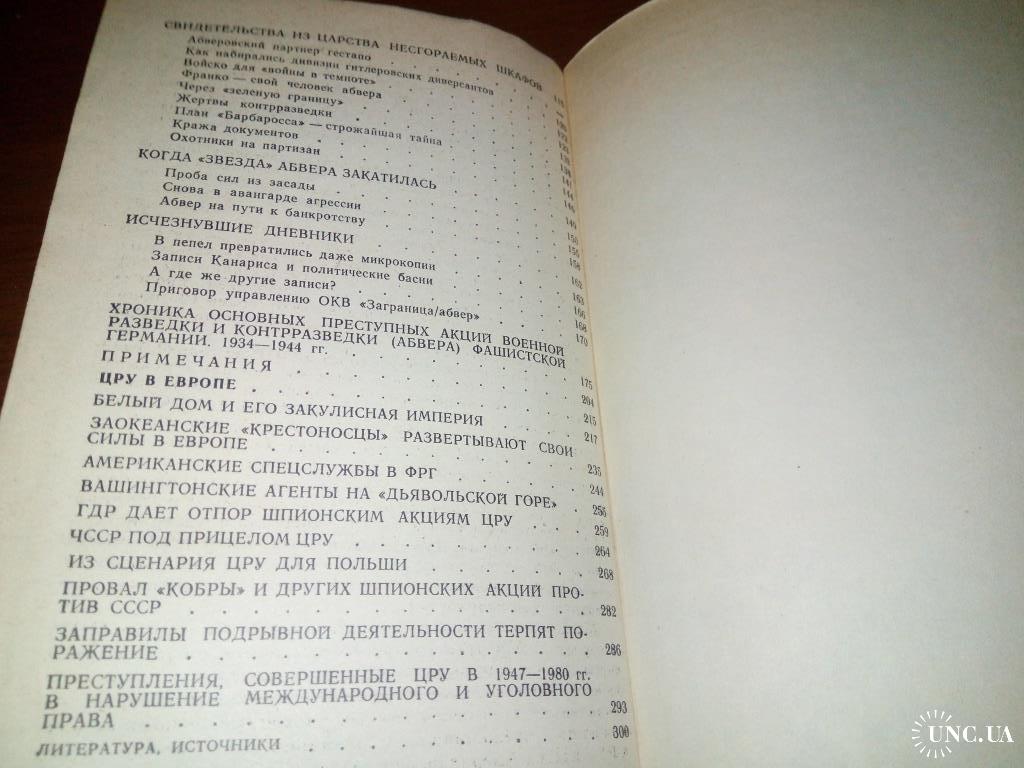 СВИДЕТЕЛЬСТВА ИЗ ЦАРСТВА НЕСГОРАЕМЫХ ШКАФОВ
Абверовский партнер гестапо
Как набирались дивизии гитлеровских диверсантов
Войско для «войны в темноте»
Франко — свой человек абвера
Через «зеленую границу»
Жертвы контрразведки
План «Барбаросса» — строжайшая тайна
Кража документов
Охотники на партизан
КОГДА «ЗВЕЗДА» АБВЕРА ЗАКАТИЛАСЬ
Проба сил из засады
Снова в авангарде агрессии
Абвер на пути к банкротству
ИСЧЕЗНУВШИЕ ДНЕВНИКИ
В пепел превратились даже микрокопии
Записи Канариса и политические басни
А где же другие записи?
Приговор управлению ОКВ «Заграница/абвер»
ХРОНИКА ОСНОВНЫХ ПРЕСТУПНЫХ АКЦИЙ ВОЕННОЙ
РАЗВЕДКИ И КОНТРРАЗВЕДКИ (АБВЕРА) ФАШИСТСКОЙ
ГЕРМАНИИ. 1934—1944 гг. 175
ПРИМЕЧАНИЯ 204
ЦРУ В ЕВРОПЕ 215
БЕЛЫЙ ДОМ И ЕГО ЗАКУЛИСНАЯ ИМПЕРИЯ 217
ЗАОКЕАНСКИЕ «КРЕСТОНОСЦЫ» РАЗВЕРТЫВАЮТ СВОИ
СИЛЫ В ЕВРОПЕ 235
АМЕРИКАНСКИЕ СПЕЦСЛУЖБЫ В ФРГ 244
ВАШИНГТОНСКИЕ АГЕНТЫ НА «ДЬЯВОЛЬСКОЙ ГОРЕ» 256
ГДР ДАЕТ ОТПОР ШПИОНСКИМ АКЦИЯМ ЦРУ 259
ЧССР ПОД ПРИЦЕЛОМ ЦРУ 264
ИЗ СЦЕНАРИЯ ЦРУ ДЛЯ ПОЛЬШИ 268
ПРОВАЛ «КОБРЫ» И ДРУГИХ ШПИОНСКИХ АКЦИЙ ПРО-
ТИВ СССР 282
ЗАПРАВИЛЫ ПОДРЫВНОЙ ДЕЯТЕЛЬНОСТИ ТЕРПЯТ ПО-
РАЖЕНИЕ 286
ПРЕСТУПЛЕНИЯ, СОВЕРШЕННЫЕ ЦРУ В 1947—1980 гг.
В НАРУШЕНИЕ МЕЖДУНАРОДНОГО И УГОЛОВНОГО
ПРАВА 293
ЛИТЕРАТУРА, ИСТОЧНИКИ 300
UNC.UA